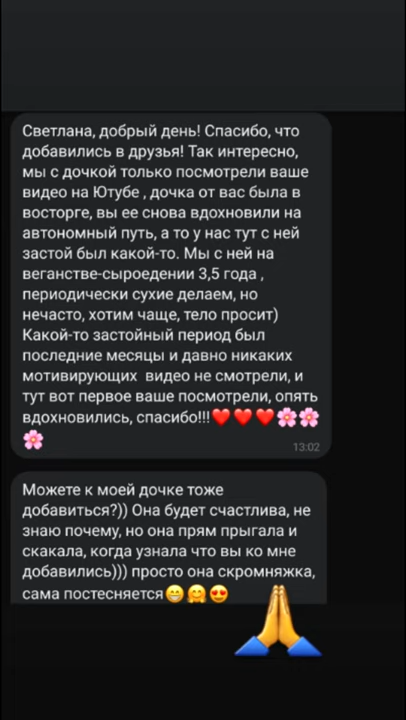 Светлана, добрый день! Спасибо, что
добавились в друзья! Так интересно,
мы с дочкой только посмотрели ваше
видео на Ютубе , дочка от вас была в
восторге, вы ее снова вдохновили на
автономный путь, а то у нас тут с ней
застой был какой-то. Мы с ней на
веганстве-сыроедении 3,5 года ,
периодически сухие делаем, но
нечасто, хотим чаще, тело просит)
Какой-то застойный период был
последние месяцы и давно никаких
мотивирующих видео не смотрели, и
тут вот первое ваше посмотрели, опять
вдохновились, спасибо!!!❤️❤️❤️🌸🌸
🌸
13:02
Можете к моей дочке тоже
добавиться?)) Она будет счастлива, не
знаю почему, но она прям прыгала и
скакала, когда узнала что вы ко мне
добавились))) просто она скромняжка,
сама постесняется😁🤗😍